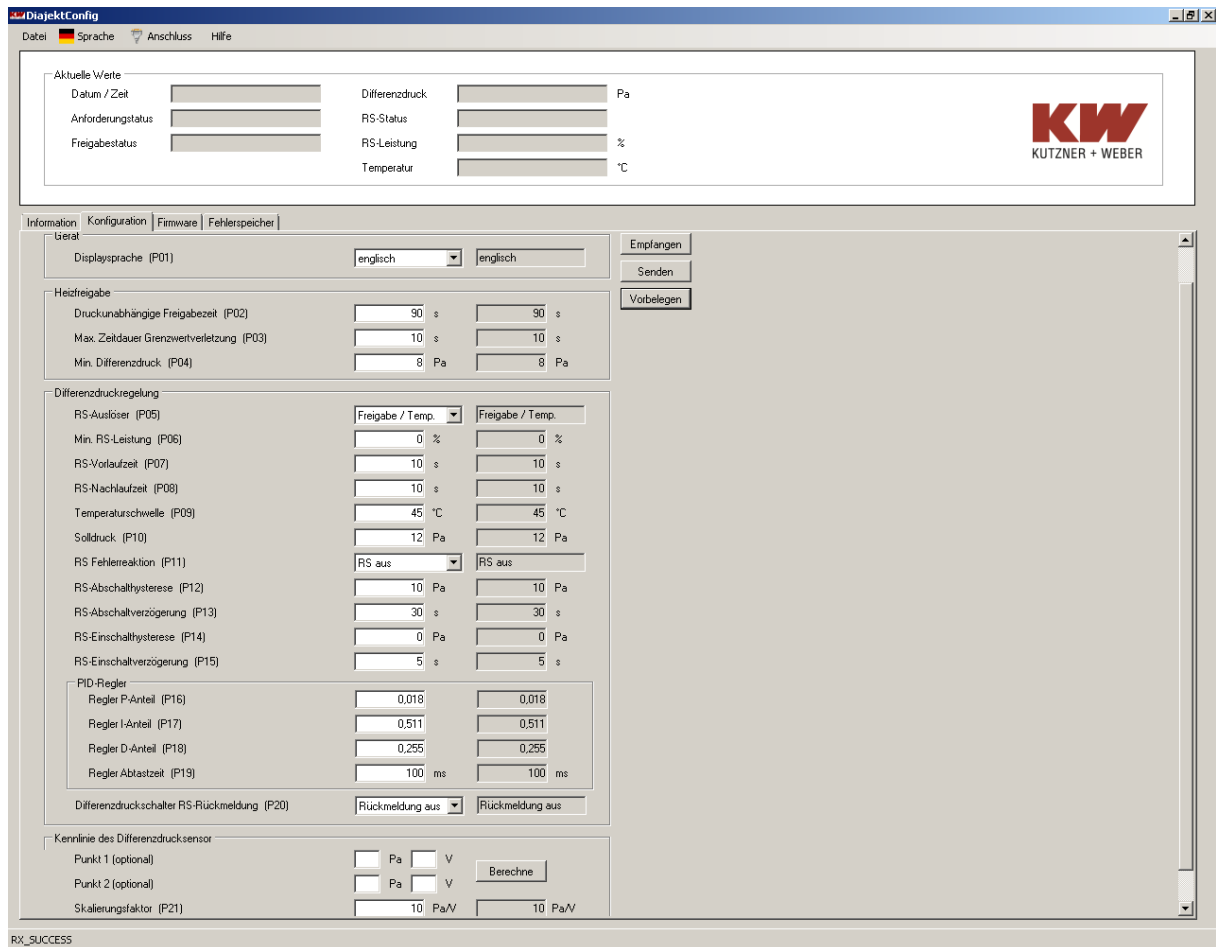 DiajektConfig
Datei Sprache Anschluss Hilfe
Aktuelle Werte
Datum / Zeit Differenzdruck Pa
Anforderungstatus RS-Status
Freigabestatus RS-Leistung %
Temperatur °C
KW
KUTZNER + WEBER
Information Konfiguration Firmware Fehlerspeicher
Gerät
Displaysprache (P01) englisch englisch
Empfangen
Senden
Vorbelegen
Heizfreigabe
Druckunabhängige Freigabezeit (P02) 90 s 90 s
Max. Zeitdauer Grenzwertverletzung (P03) 10 s 10 s
Min. Differenzdruck (P04) 8 Pa 8 Pa
Differenzdruckregelung
RS-Auslöser (P05) Freigabe / Temp. Freigabe / Temp.
Min. RS-Leistung (P06) 0 % 0 %
RS-Vorlaufzeit (P07) 10 s 10 s
RS-Nachlaufzeit (P08) 10 s 10 s
Temperaturschwelle (P09) 45 °C 45 °C
Solldruck (P10) 12 Pa 12 Pa
RS Fehlerreaktion (P11) RS aus RS aus
RS-Abschalthysterese (P12) 10 Pa 10 Pa
RS-Abschaltverzögerung (P13) 30 s 30 s
RS-Einschalthysterese (P14) 0 Pa 0 Pa
RS-Einschaltverzögerung (P15) 5 s 5 s
PID-Regler
Regler P-Anteil (P16) 0,018 0,018
Regler I-Anteil (P17) 0,511 0,511
Regler D-Anteil (P18) 0,255 0,255
Regler Abtastzeit (P19) 100 ms 100 ms
Differenzdruckschalter RS-Rückmeldung (P20) Rückmeldung aus Rückmeldung aus
Kennlinie des Differenzdrucksensor
Punkt 1 (optional) Pa V
Berechne
Punkt 2 (optional) Pa V
Skalierungsfaktor (P21) 10 Pa/V 10 Pa/V
RX_SUCCESS